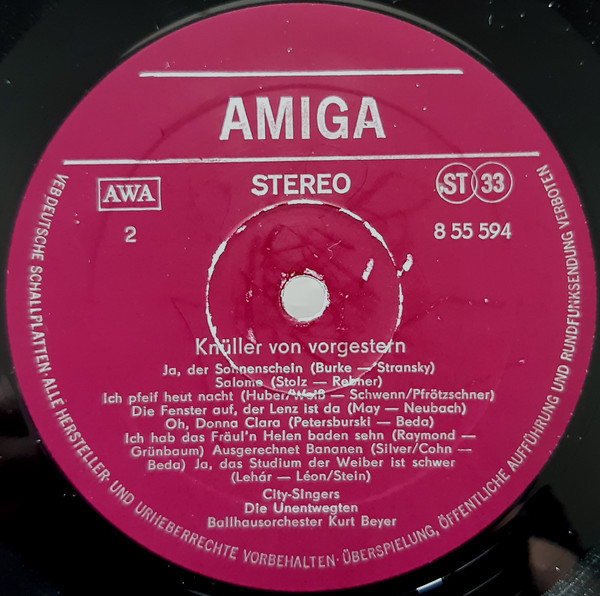 AMIGA
AWA
STEREO
ST 33
2
8 55 594
Knüller von vorgestern
Ja, der Sonnenschein (Burke — Stransky)
Salome (Stolz — Rebner)
Ich pfeif heut nacht (Huber/Weiß — Schwenn/Pfrötzschner)
Die Fenster auf, der Lenz ist da (May — Neubach)
Oh, Donna Clara (Petersburski — Beda)
Ich hab das Fräul'n Helen baden sehn (Raymond —
Grünbaum) Ausgerechnet Bananen (Silver/Cohn —
Beda) Ja, das Studium der Weiber ist schwer
(Lehár — Léon/Stein)
City-Singers
Die Unentwegten
Ballhausorchester Kurt Beyer
VEB DEUTSCHE SCHALLPLATTEN · ALLE HERSTELLER- UND URHEBERRECHTE VORBEHALTEN · ÜBERSPIELUNG, ÖFFENTLICHE AUFFÜHRUNG UND RUNDFUNKSENDUNG VERBOTEN